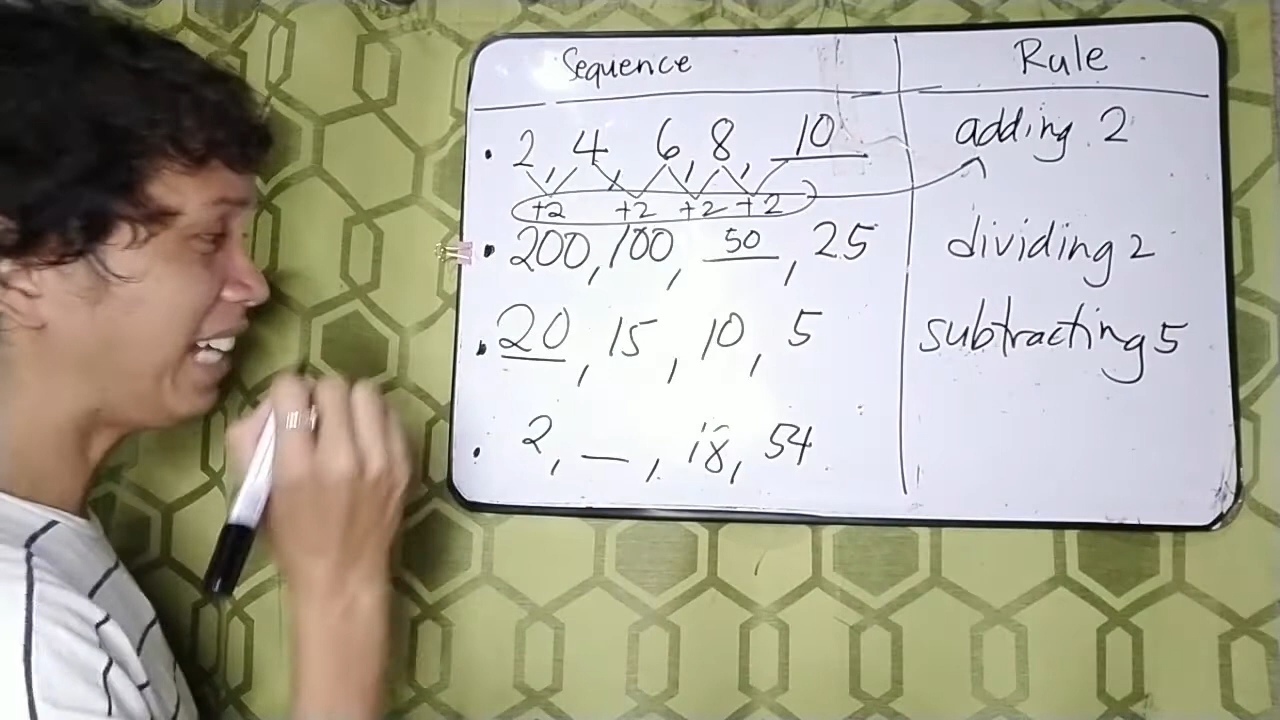 Sequence Rule
• 2, 4, 6, 8, 10 adding 2
+2 +2 +2 +2
• 200, 100, 50, 25 dividing 2
• 20, 15, 10, 5 subtracting 5
• 2, __, 18, 54